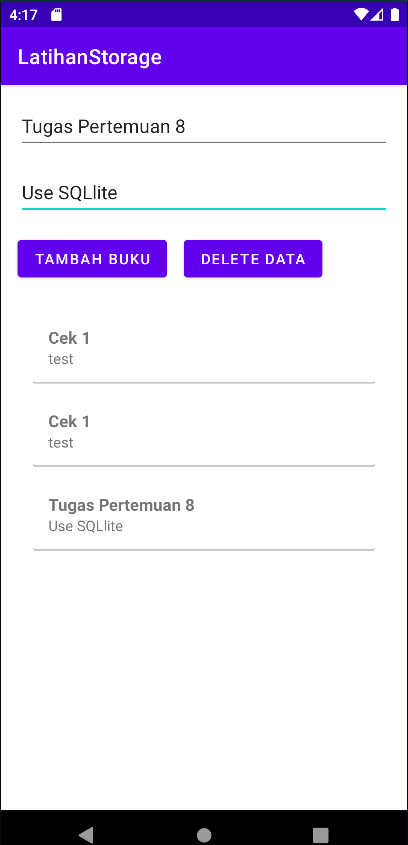 4:17
LatihanStorage
Tugas Pertemuan 8
Use SQLlite
TAMBAH BUKU DELETE DATA
Cek 1
test
Cek 1
test
Tugas Pertemuan 8
Use SQLlite